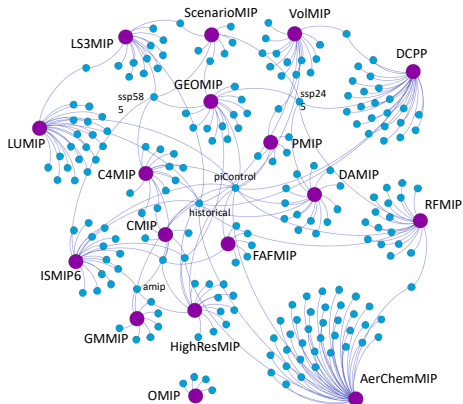 ScenarioMIP
VolMIP
LS3MIP
DCPP
GEOMIP
ssp58
5
ssp24
5
LUMIP
PMIP
C4MIP
piControl
DAMIP
historical
RFMIP
CMIP
FAFMIP
ISMIP6
amip
GMMIP
HighResMIP
AerChemMIP
OMIP